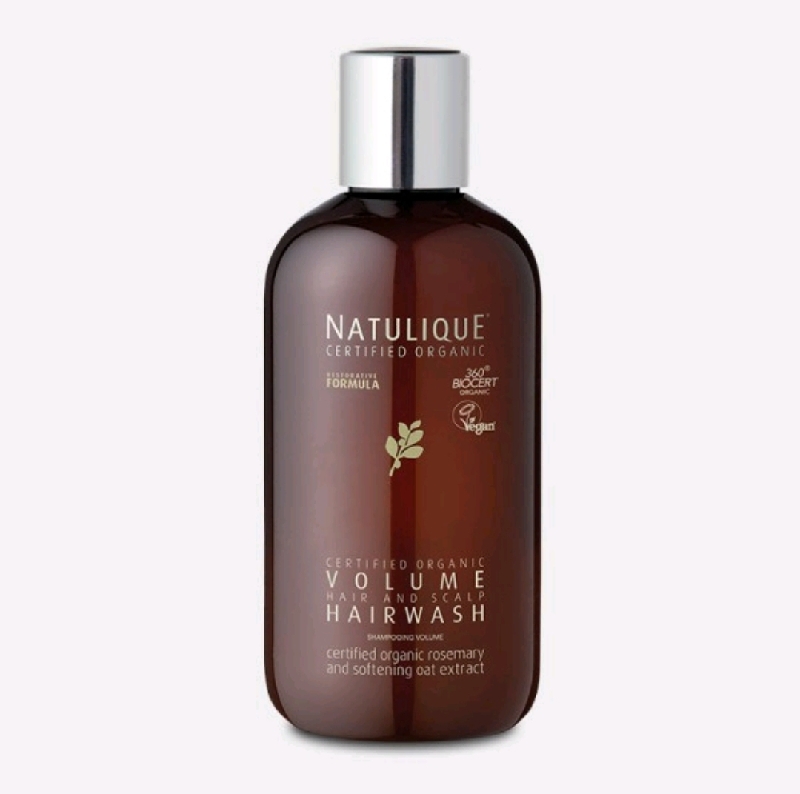 NATULIQUE
CERTIFIED ORGANIC
RESTORATIVE
FORMULA
360°
BIOCERT
ORGANIC
Vegan
CERTIFIED ORGANIC
VOLUME
HAIR AND SCALP
HAIRWASH
SHAMPOOING VOLUME
certified organic rosemary
and softening oat extract